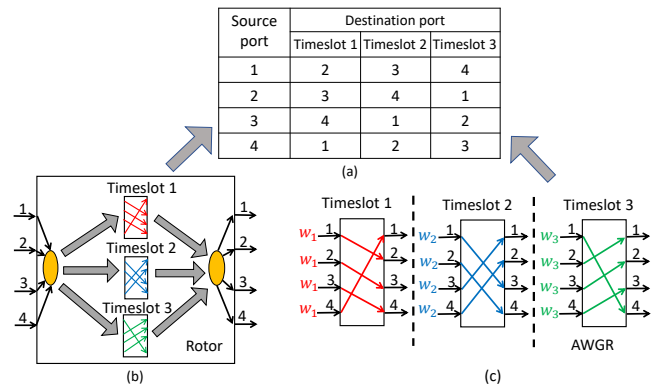 Source port
Destination port
Timeslot 1 Timeslot 2 Timeslot 3
1 2 3 4
2 3 4 1
3 4 1 2
4 1 2 3
(a)
Timeslot 1
1 1
2 2
Timeslot 2
3 3
Timeslot 3
4 4
Rotor
(b)
Timeslot 1 Timeslot 2 Timeslot 3
w1 1 1 w2 1 1 w3 1 1
w1 2 2 w2 2 2 w3 2 2
w1 3 3 w2 3 3 w3 3 3
w1 4 4 w2 4 4 w3 4 4
AWGR
(c)